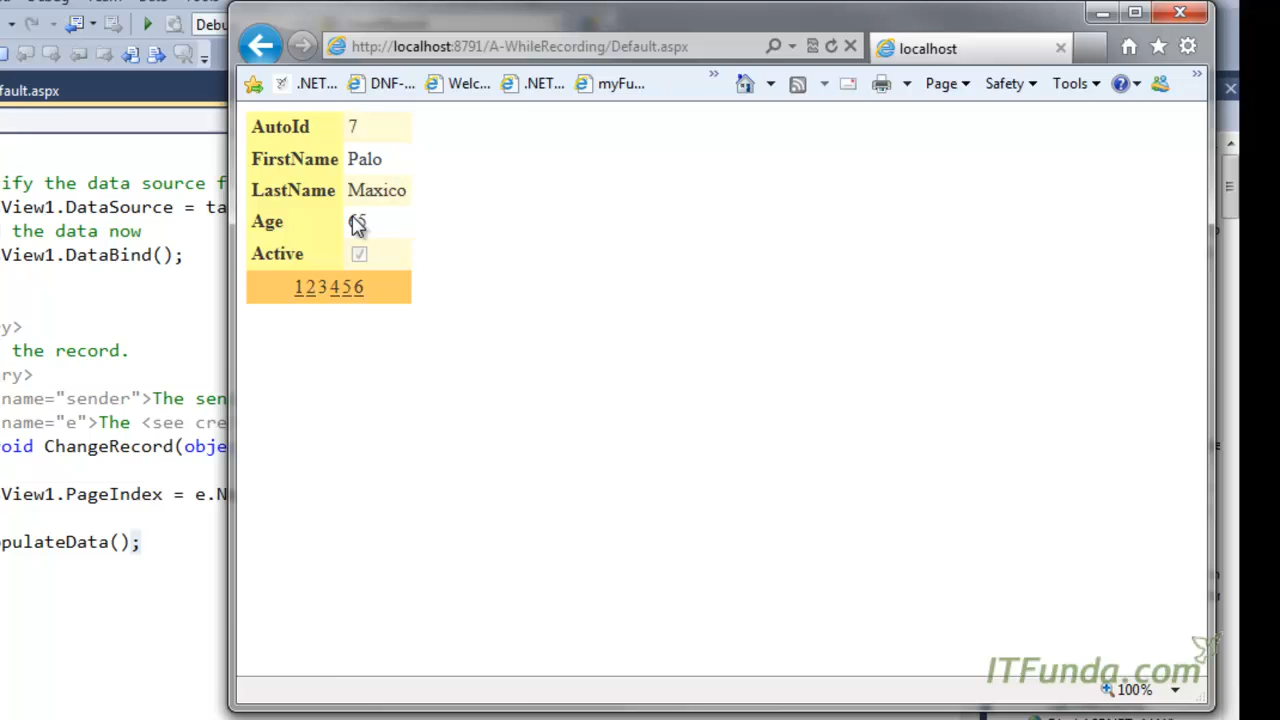 Debu
http://localhost:8791/A-WhileRecording/Default.aspx
localhost
fault.aspx
.NET...
DNF-...
Welc...
.NET...
myFu...
Page
Safety
Tools
AutoId 7
FirstName Palo
LastName Maxico
Age
Active
123456
ify the data source f
View1.DataSource = ta
the data now
View1.DataBind();
y>
the record.
ry>
name="sender">The sen
name="e">The <see cre
oid ChangeRecord(obje
View1.PageIndex = e.N
pulateData();
ITFunda.com
100%